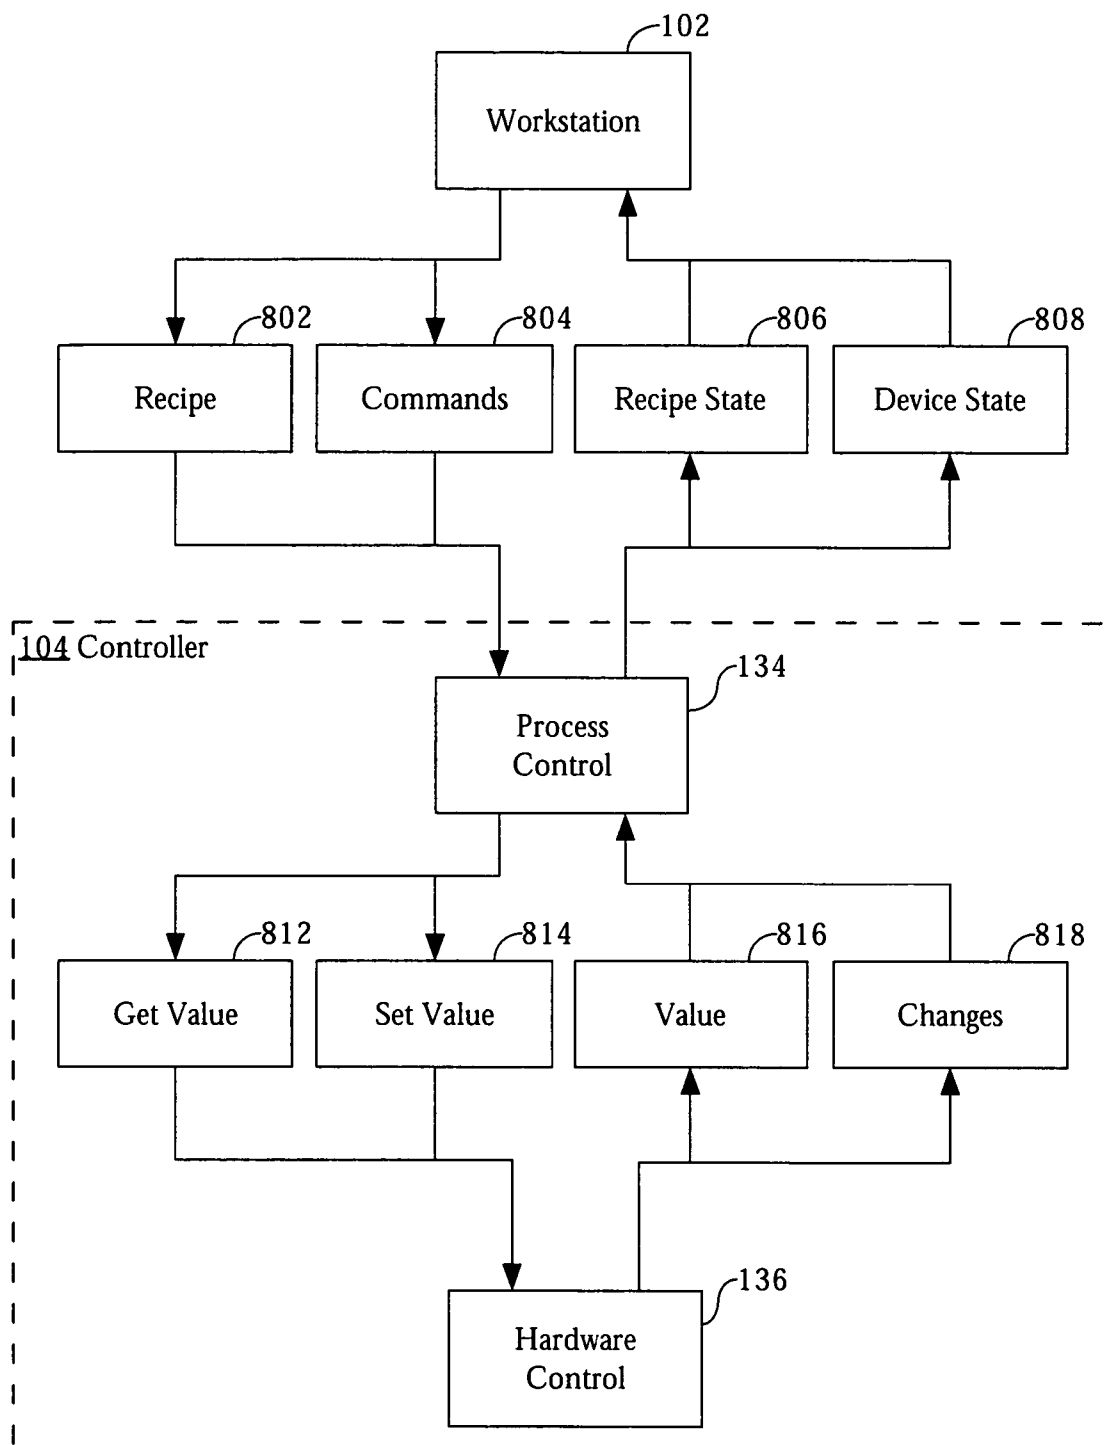 102
Workstation
802
804
806
808
Recipe
Commands
Recipe State
Device State
104 Controller
134
Process
Control
812
814
816
818
Get Value
Set Value
Value
Changes
136
Hardware
Control